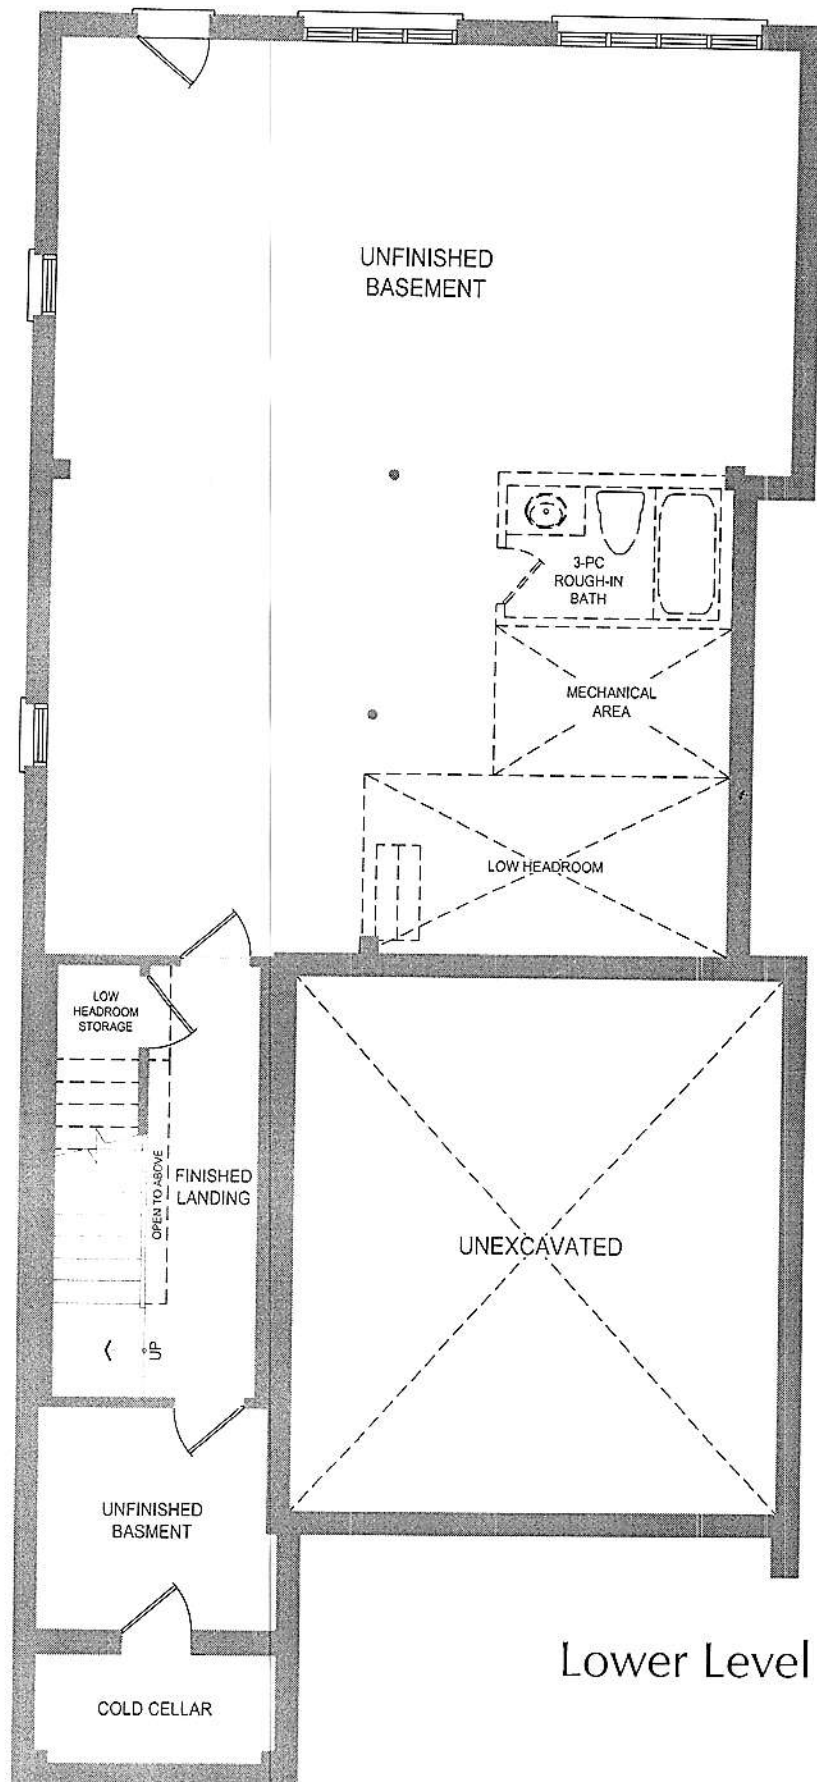 UNFINISHED
BASEMENT
3-PC
ROUGH-IN
BATH
MECHANICAL
AREA
LOW HEADROOM
LOW
HEADROOM
STORAGE
OPEN TO ABOVE
FINISHED
LANDING
UNEXCAVATED
UP
UNFINISHED
BASMENT
Lower Level
COLD CELLAR